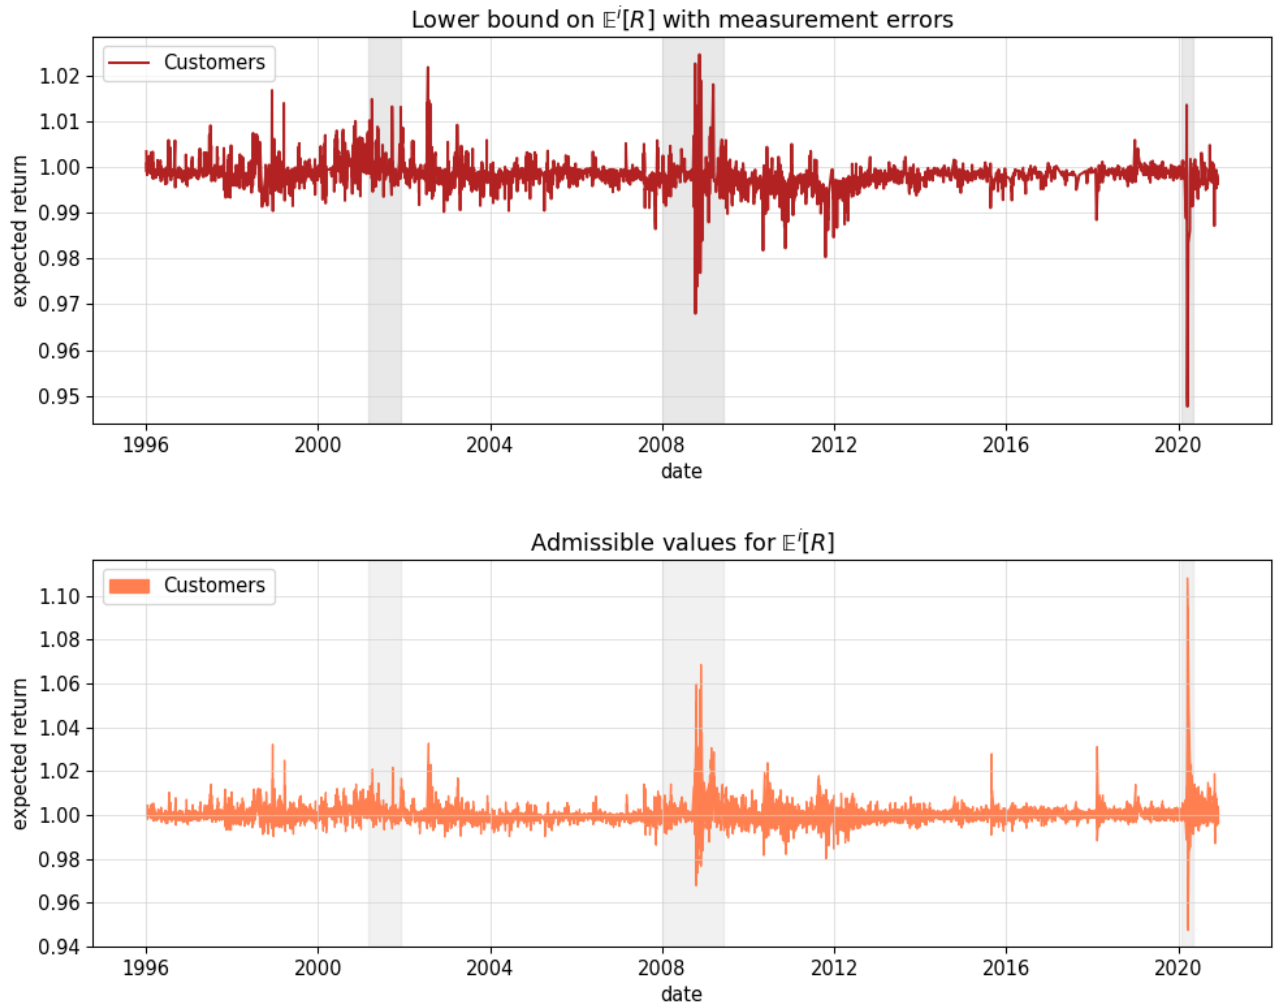 Lower bound on 𝔼ⁱ[R] with measurement errors
Customers
expected return
1.02
1.01
1.00
0.99
0.98
0.97
0.96
0.95
1996 2000 2004 2008 2012 2016 2020
date
Admissible values for 𝔼ⁱ[R]
Customers
expected return
1.10
1.08
1.06
1.04
1.02
1.00
0.98
0.96
0.94
1996 2000 2004 2008 2012 2016 2020
date